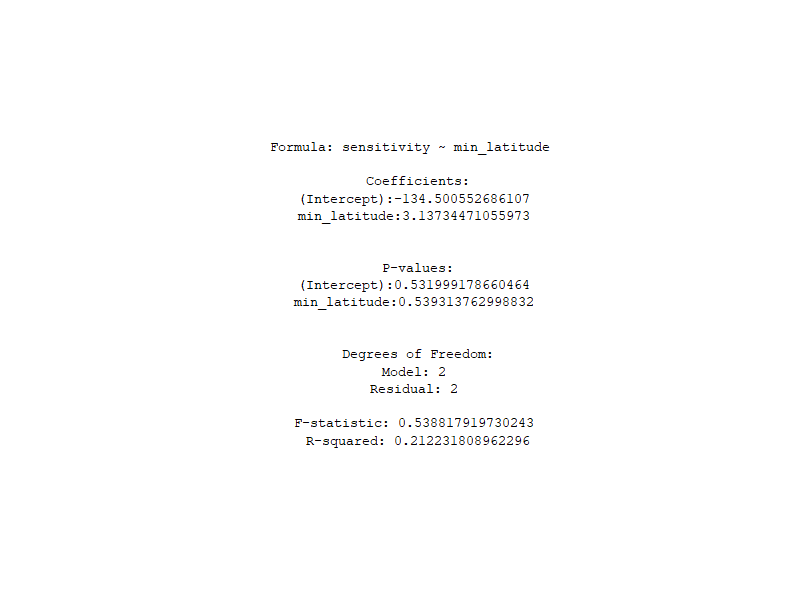 Formula: sensitivity ~ min_latitude
Coefficients:
(Intercept):-134.500552686107
min_latitude:3.13734471055973
P-values:
(Intercept):0.531999178660464
min_latitude:0.539313762998832
Degrees of Freedom:
Model: 2
Residual: 2
F-statistic: 0.538817919730243
R-squared: 0.212231808962296